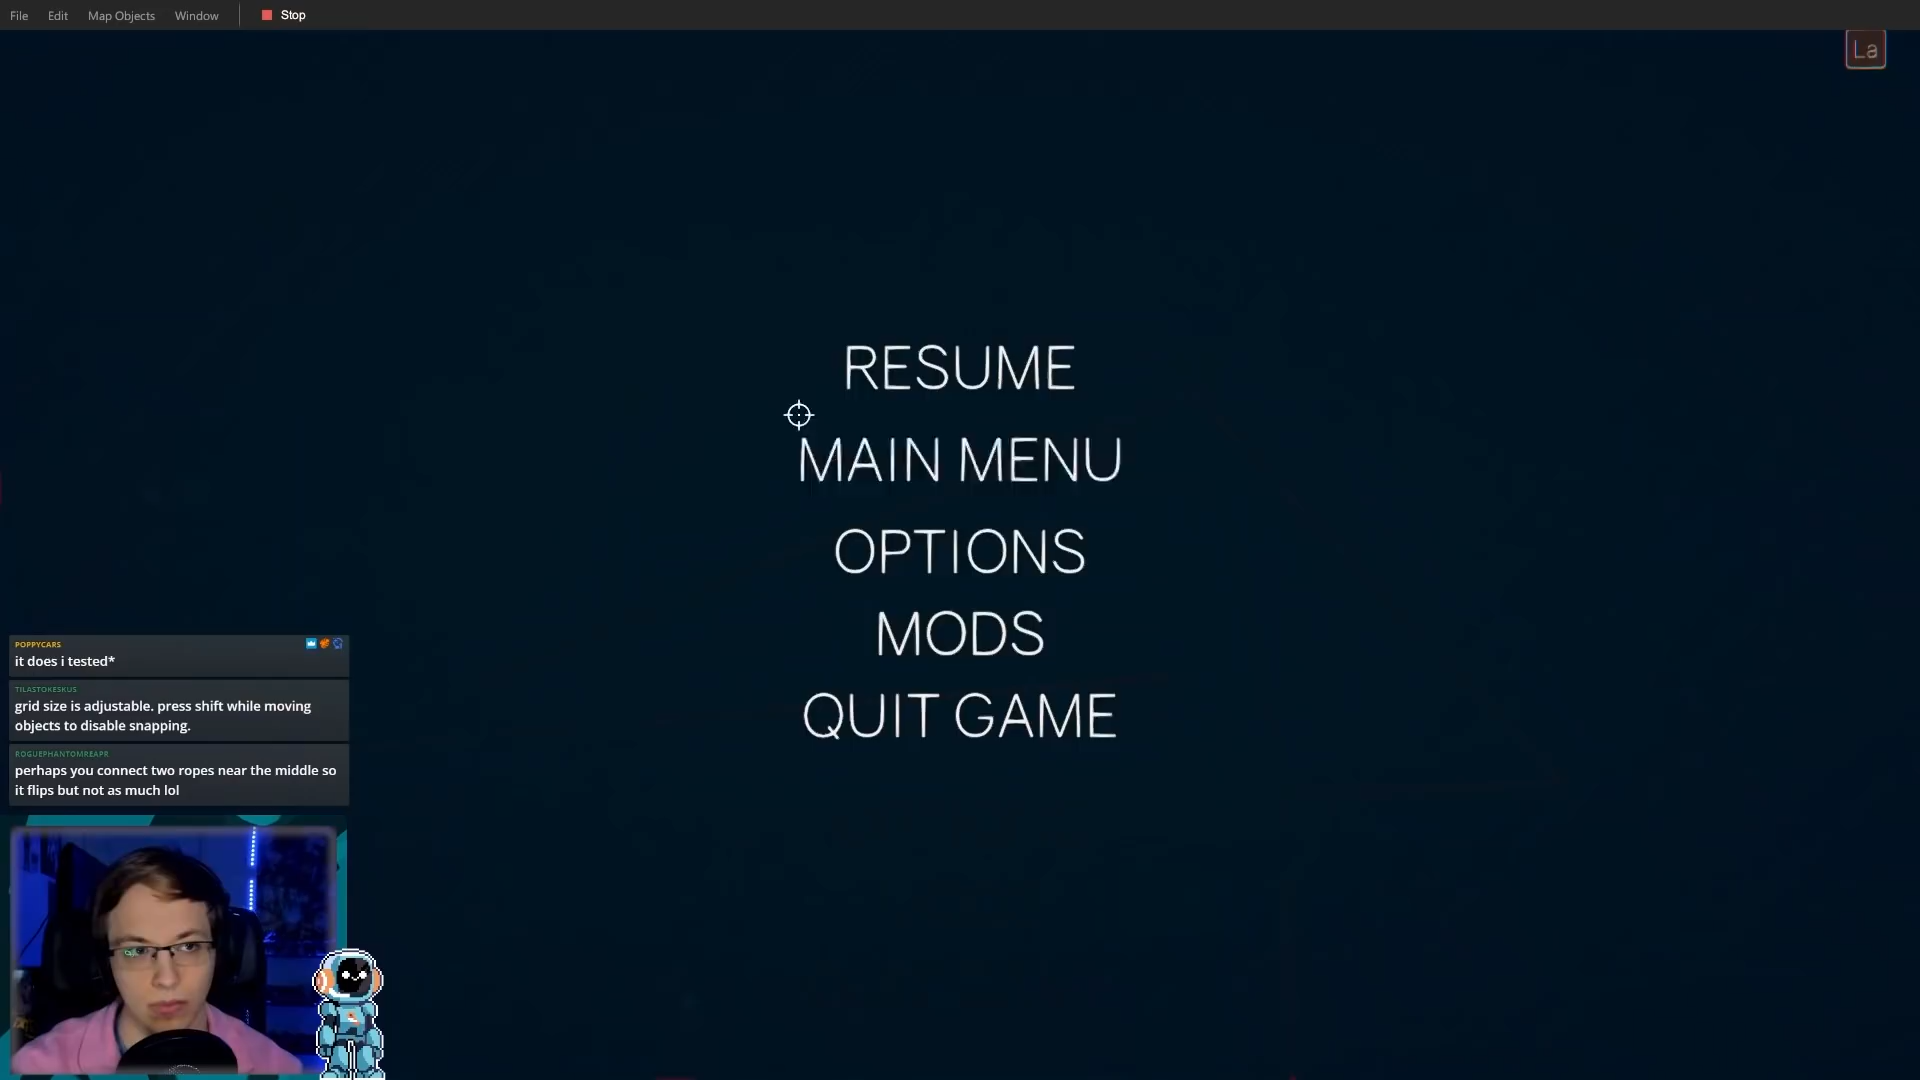 File Edit Map Objects Window Stop
La
RESUME
MAIN MENU
OPTIONS
MODS
QUIT GAME
POPPYCARS
it does i tested*
TILASTOKESKUS
grid size is adjustable. press shift while moving
objects to disable snapping.
ROGUEPHANTOMREAPR
perhaps you connect two ropes near the middle so
it flips but not as much lol